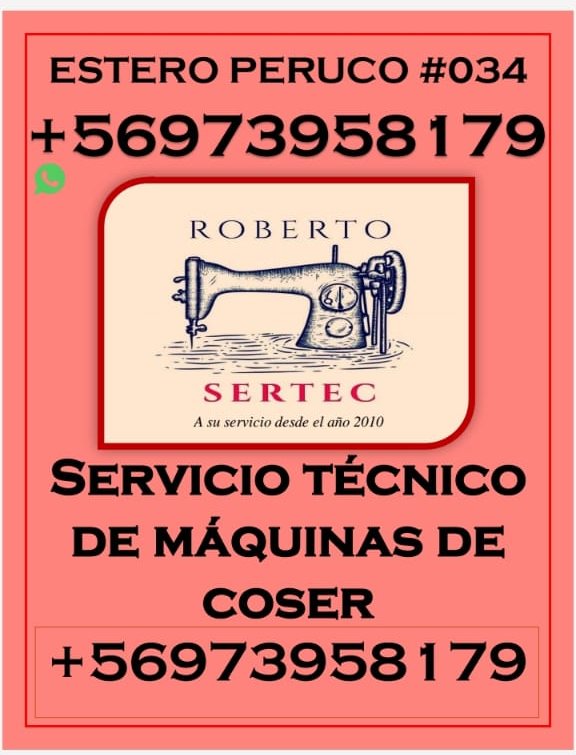 ESTERO PERUCO #034
+56973958179
ROBERTO
SERTEC
A su servicio desde el año 2010
SERVICIO TÉCNICO
DE MÁQUINAS DE
COSER
+56973958179